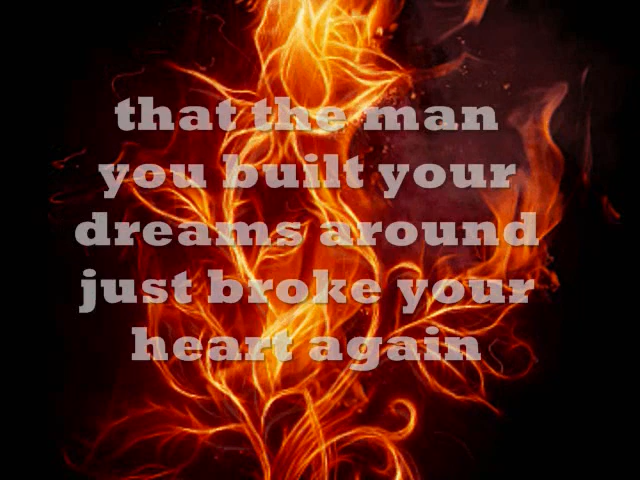 that the man
you built your
dreams around
just broke your
heart again